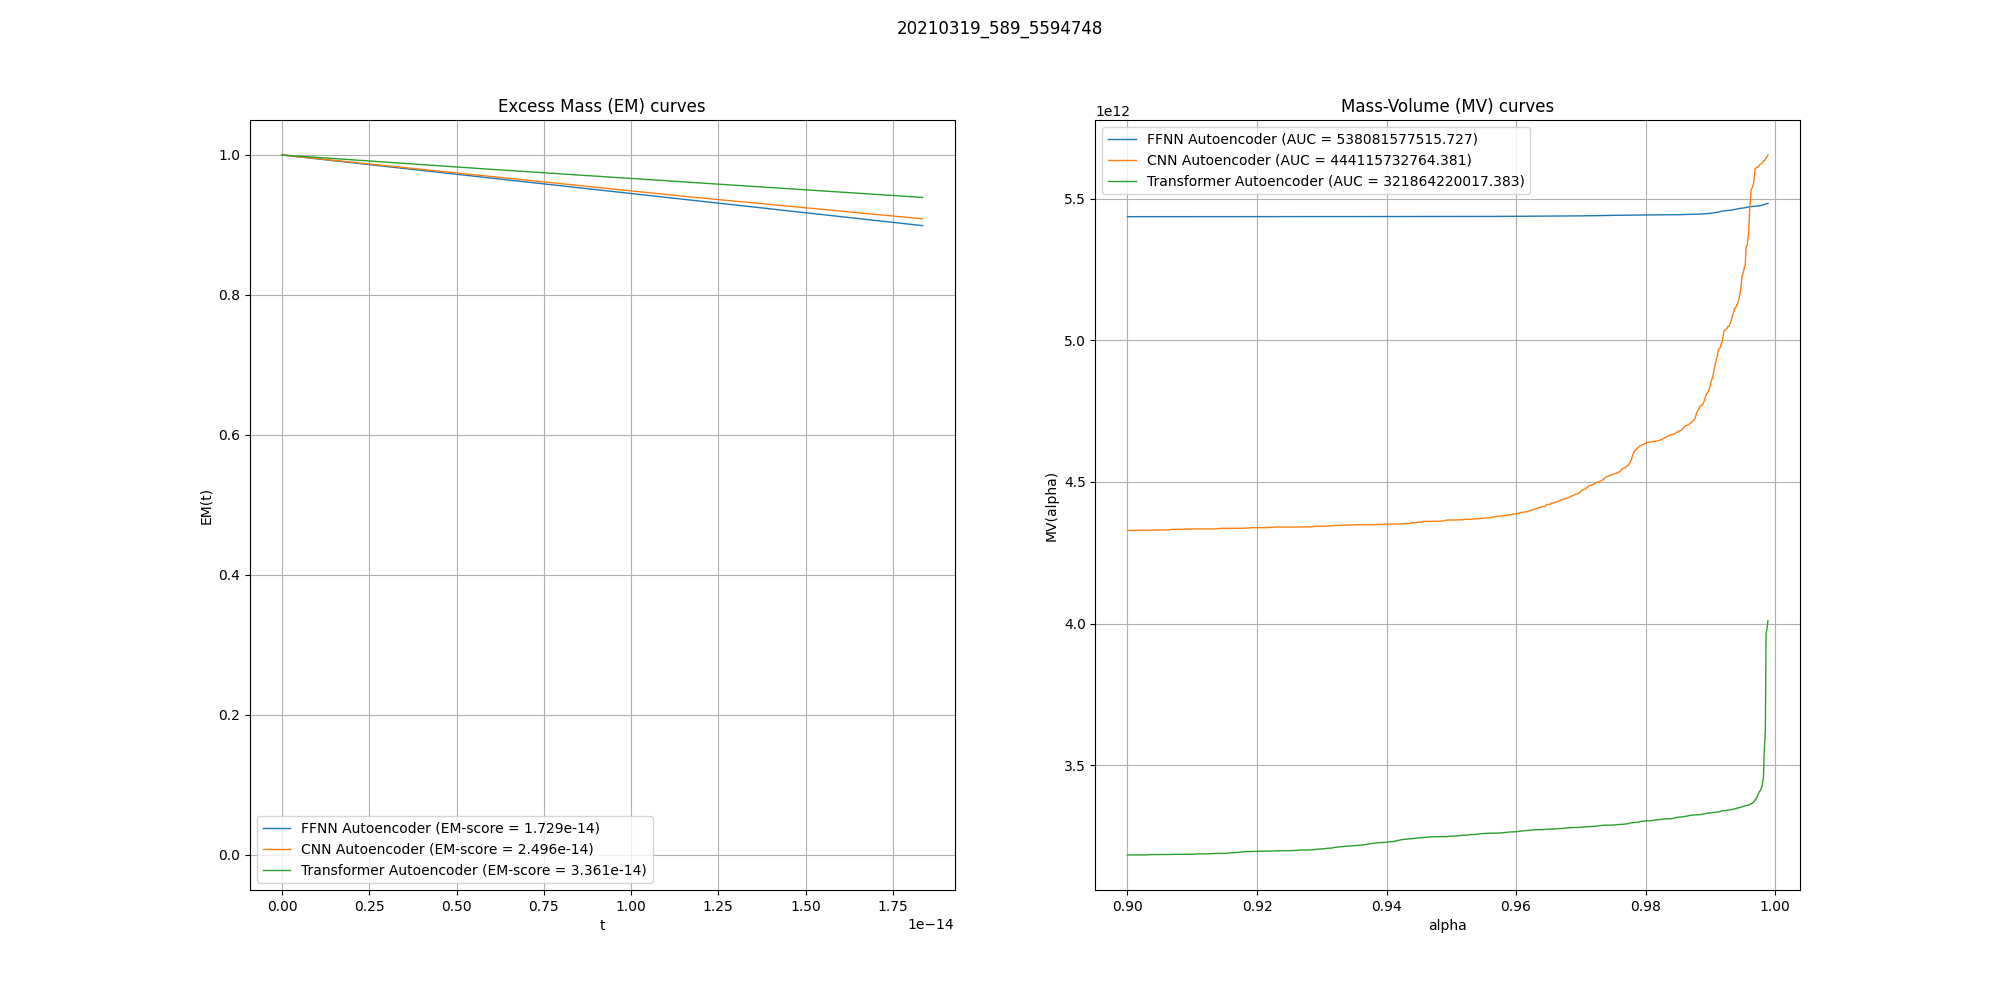 20210319_589_5594748
Excess Mass (EM) curves
1.0
0.8
0.6
0.4
0.2
0.0
EM(t)
FFNN Autoencoder (EM-score = 1.729e-14)
CNN Autoencoder (EM-score = 2.496e-14)
Transformer Autoencoder (EM-score = 3.361e-14)
0.00 0.25 0.50 0.75 1.00 1.25 1.50 1.75
1e−14
t
Mass-Volume (MV) curves
1e12
FFNN Autoencoder (AUC = 538081577515.727)
CNN Autoencoder (AUC = 444115732764.381)
Transformer Autoencoder (AUC = 321864220017.383)
5.5
5.0
4.5
4.0
3.5
MV(alpha)
0.90 0.92 0.94 0.96 0.98 1.00
alpha